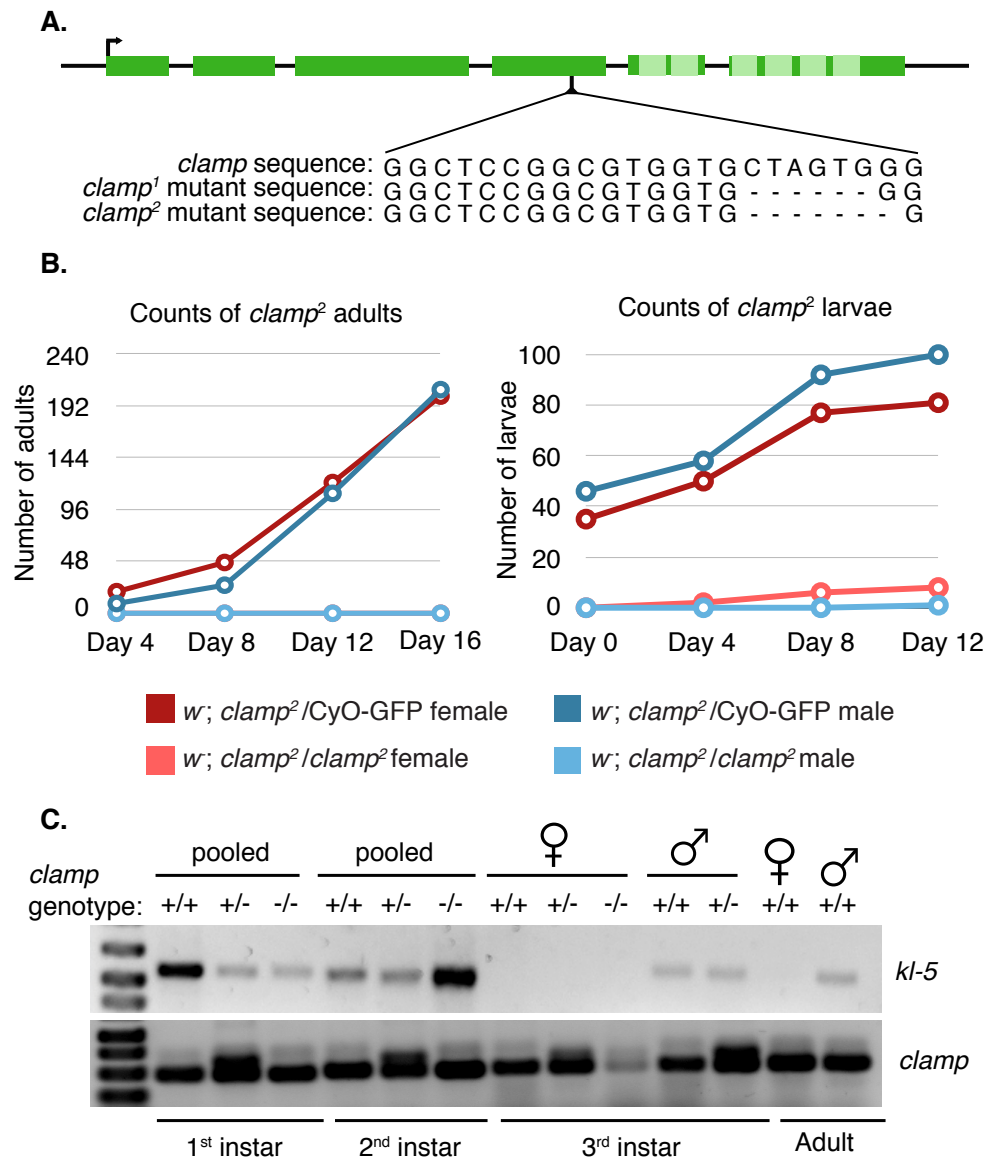 A.
clamp sequence: G G C T C C G G C G T G G T G C T A G T G G G
clamp¹ mutant sequence: G G C T C C G G C G T G G T G - - - - - - G G
clamp² mutant sequence: G G C T C C G G C G T G G T G - - - - - - - G
B.
Counts of clamp² adults
Number of adults
240
192
144
96
48
0
Day 4 Day 8 Day 12 Day 16
Counts of clamp² larvae
Number of larvae
100
80
60
40
20
0
Day 0 Day 4 Day 8 Day 12
w⁻; clamp²/CyO-GFP female
w⁻; clamp²/CyO-GFP male
w⁻; clamp²/clamp² female
w⁻; clamp²/clamp² male
C.
pooled pooled ♀ ♂ ♀ ♂
clamp
genotype: +/+ +/- -/- +/+ +/- -/- +/+ +/- -/- +/+ +/- +/+ +/+
kl-5
clamp
1st instar 2nd instar 3rd instar Adult